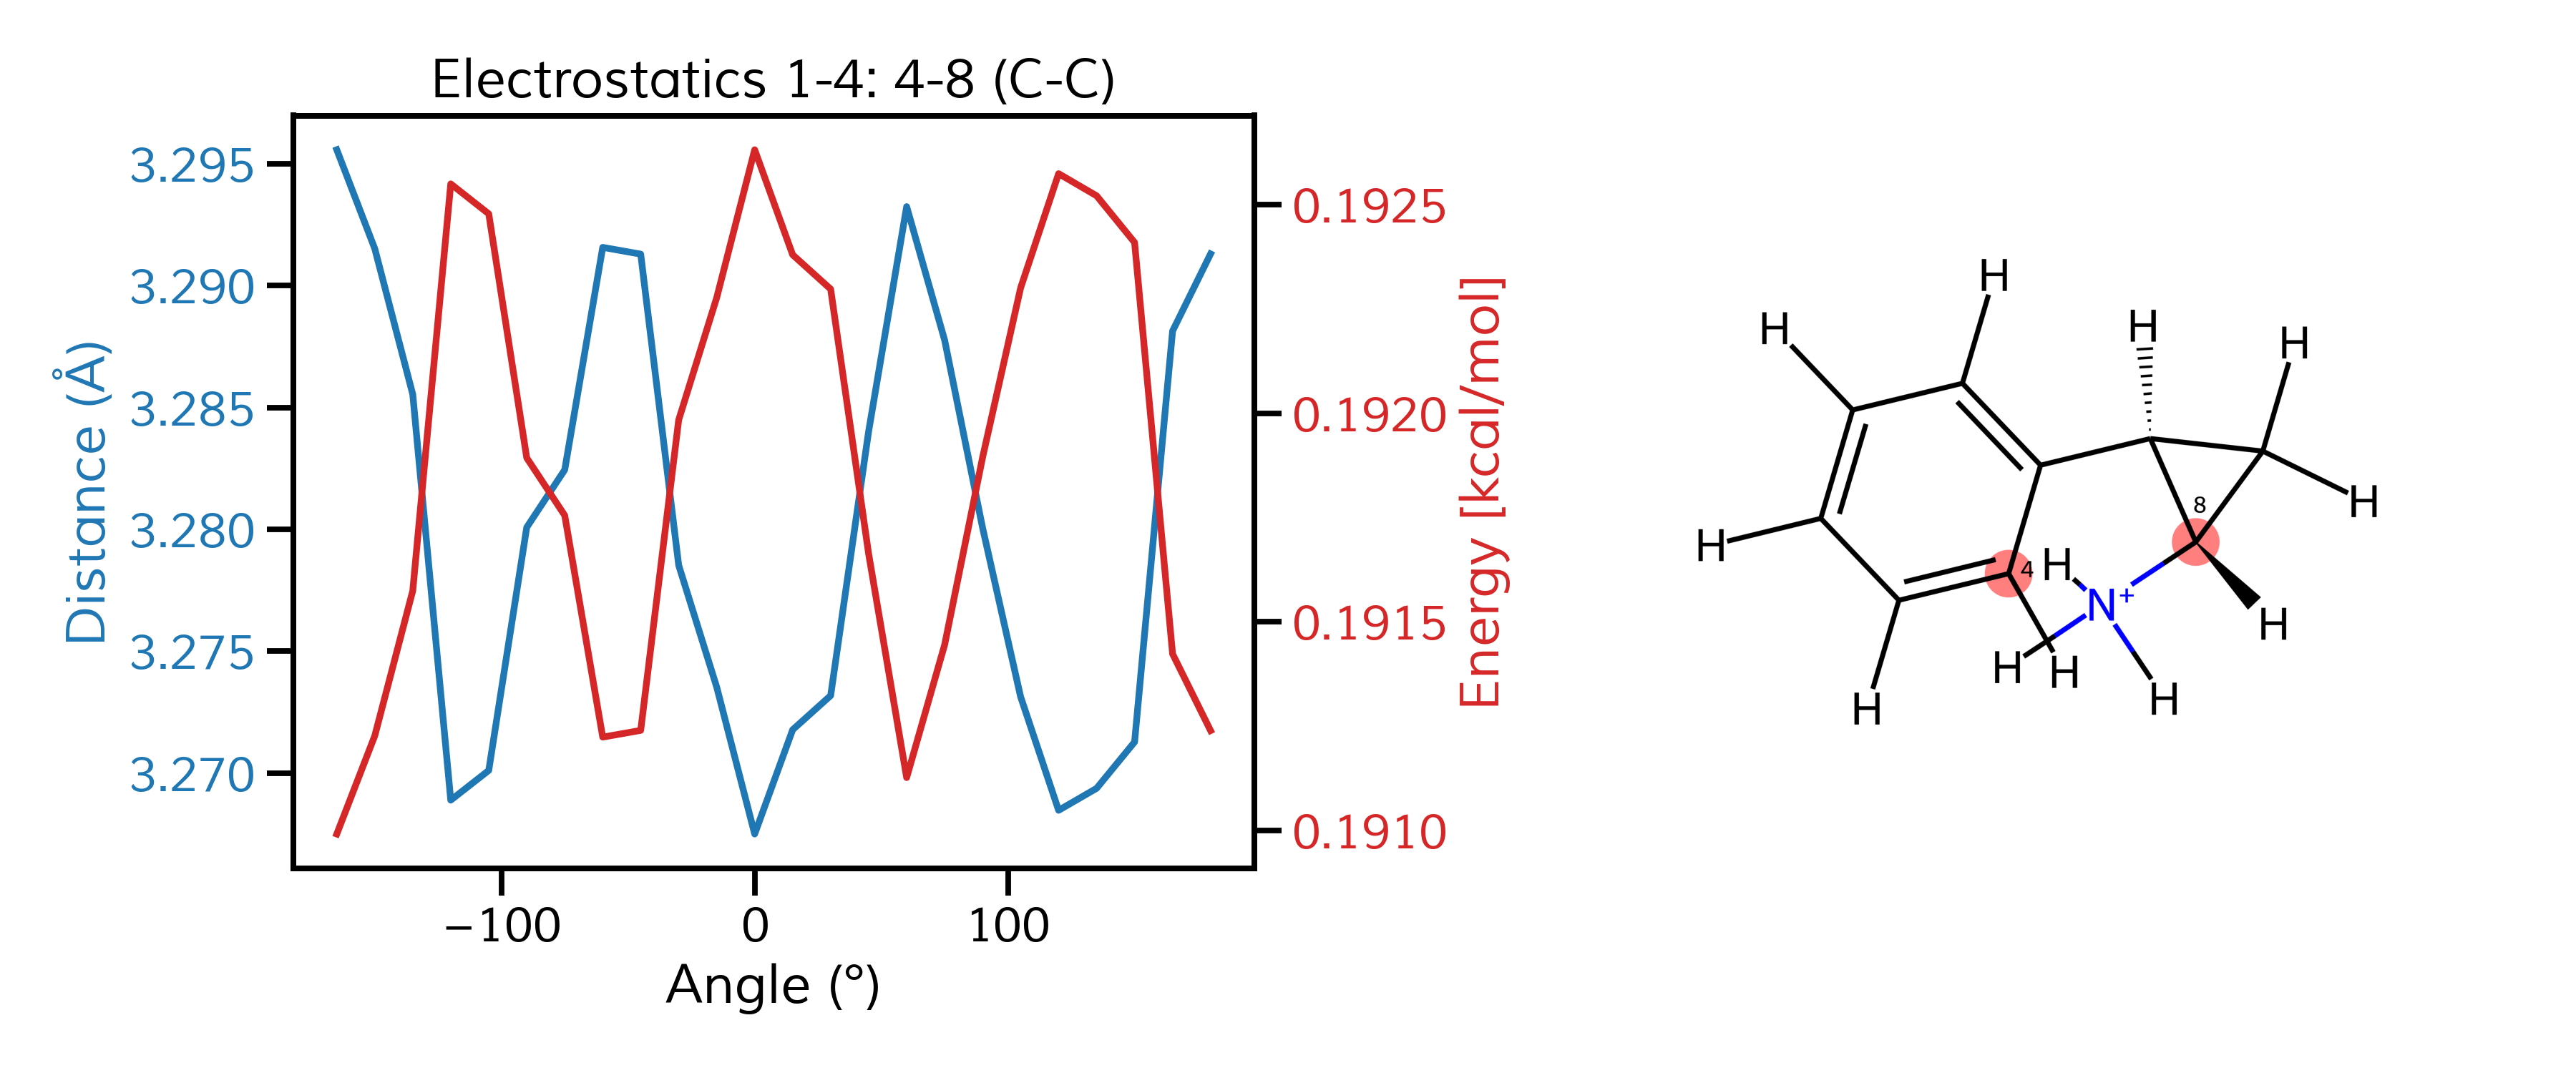 Electrostatics 1-4: 4-8 (C-C)
Distance (Å)
3.295
3.290
3.285
3.280
3.275
3.270
0.1925
0.1920
0.1915
0.1910
Energy [kcal/mol]
−100 0 100
Angle (°)
H
H
H
H
H
H
8
H
H
4
N+
H
H
H
H
H